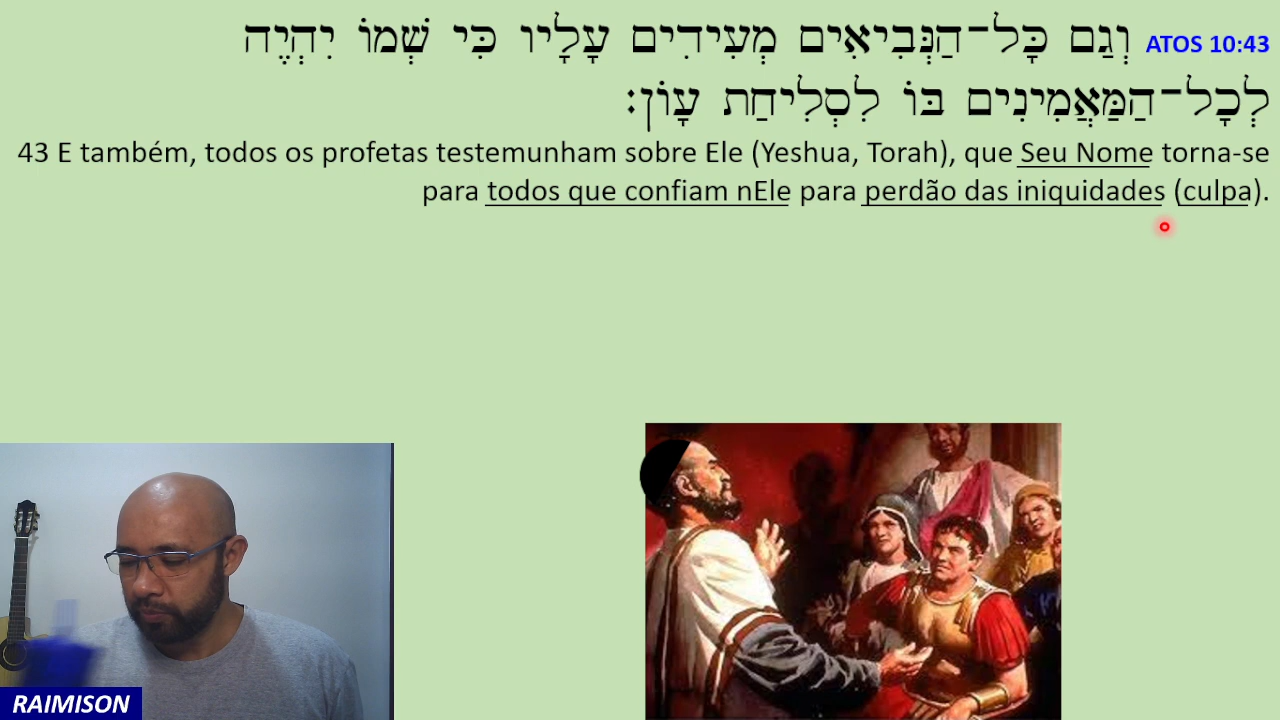 ATOS 10:43 וְגַם כָּל־הַנְּבִיאִים מְעִידִים עָלָיו כִּי שְׁמוֹ יִהְיֶה
לְכָל־הַמַּאֲמִינִים בּוֹ לִסְלִיחַת עָוֹן׃
43 E também, todos os profetas testemunham sobre Ele (Yeshua, Torah), que Seu Nome torna-se
para todos que confiam nEle para perdão das iniquidades (culpa).
RAIMISON